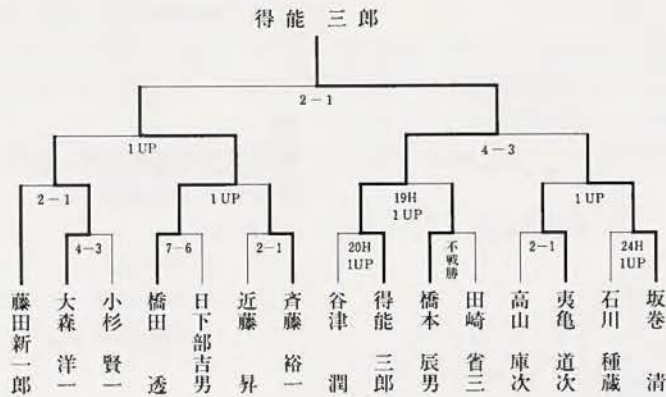 得能 三郎
2－1
1 UP
4－3
2－1
1 UP
19H
1 UP
1 UP
4－3
7－6
2－1
20H
1UP
不戦勝
2－1
24H
1UP
藤田新一郎
大森 洋一
小杉 賢一
橋田 透
日下部吉男
近藤 昇
斉藤 裕一
谷津 潤
得能 三郎
橋本 辰男
田崎 省三
高山 庫次
夷亀 道次
石川 種蔵
坂巻 清